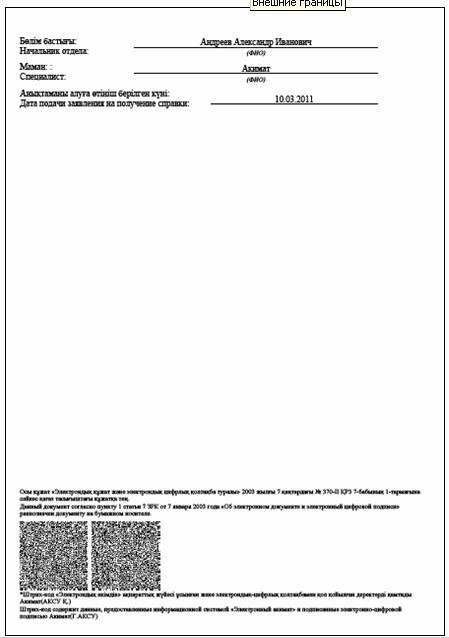 Внешние границы
Бөлім бастығы:
Андреев Александр Иванович
Начальник отдела:
(ФИО)
Маман: :
Акимат
Специалист:
(ФИО)
Анықтаманы алуға өтініш берілген күні:
Дата подачи заявления на получение справки:
10.03.2011
Осы құжат «Электрондық құжат және электрондық цифрлық қолтаңба туралы» 2003 жылғы 7 қаңтардағы № 370-II ҚРЗ 7-бабының 1-тармағына
сәйкес қағаз тасығыштағы құжатқа тең.
Данный документ согласно пункту 1 статьи 7 ЗРК от 7 января 2003 года «Об электронном документе и электронной цифровой подписи»
равнозначен документу на бумажном носителе.
*Штрих-код «Электрондық әкімдік» ақпараттық жүйесі ұсынған және электрондық-цифрлық қолтаңбамен қол қойылған деректерді қамтиды
Акимат(АКСУ Қ.)
Штрих-код содержит данные, предоставленные информационной системой «Электронный акимат» и подписанные электронно-цифровой
подписью Акимат(Г.АКСУ)